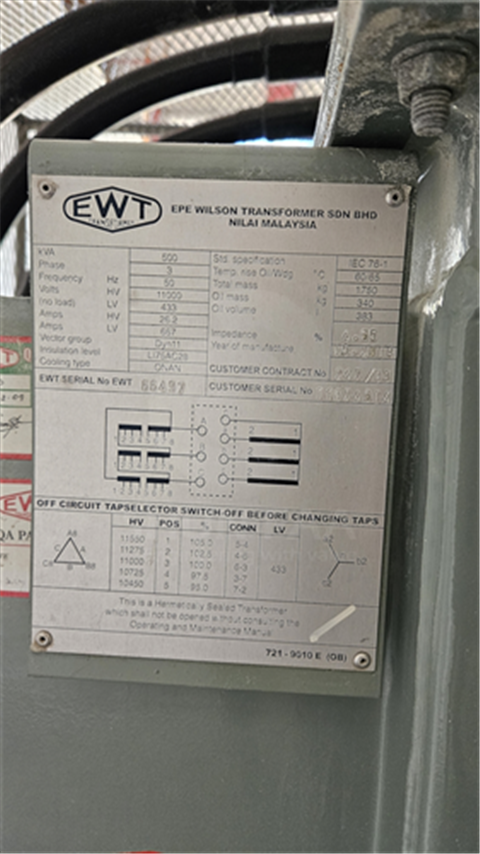 EWT
EPE WILSON TRANSFORMER SDN BHD
NILAI MALAYSIA
kVA 500 Std. specification IEC 76-1
Phase 3 Temp. rise Oil/Wdg °C 60/65
Frequency Hz 50 Total mass kg 1750
Volts HV 11000 Oil mass kg 340
(no load) LV 433 Oil volume l 383
Amps HV 26.2
Amps LV 667 Impedance %
Vector group Dyn11 Year of manufacture
Insulation level
Cooling type ONAN CUSTOMER CONTRACT No
EWT SERIAL No EWT CUSTOMER SERIAL No
OFF CIRCUIT TAPSELECTOR SWITCH-OFF BEFORE CHANGING TAPS
HV POS % CONN LV
11550 1 105.0 5-4
11275 2 102.5 4-6
11000 3 100.0 6-3 433
10725 4 97.5 3-7
10450 5 95.0 7-2
This is a Hermetically Sealed Transformer
which shall not be opened without consulting the
Operating and Maintenance Manual
721 - 9010 E (GB)